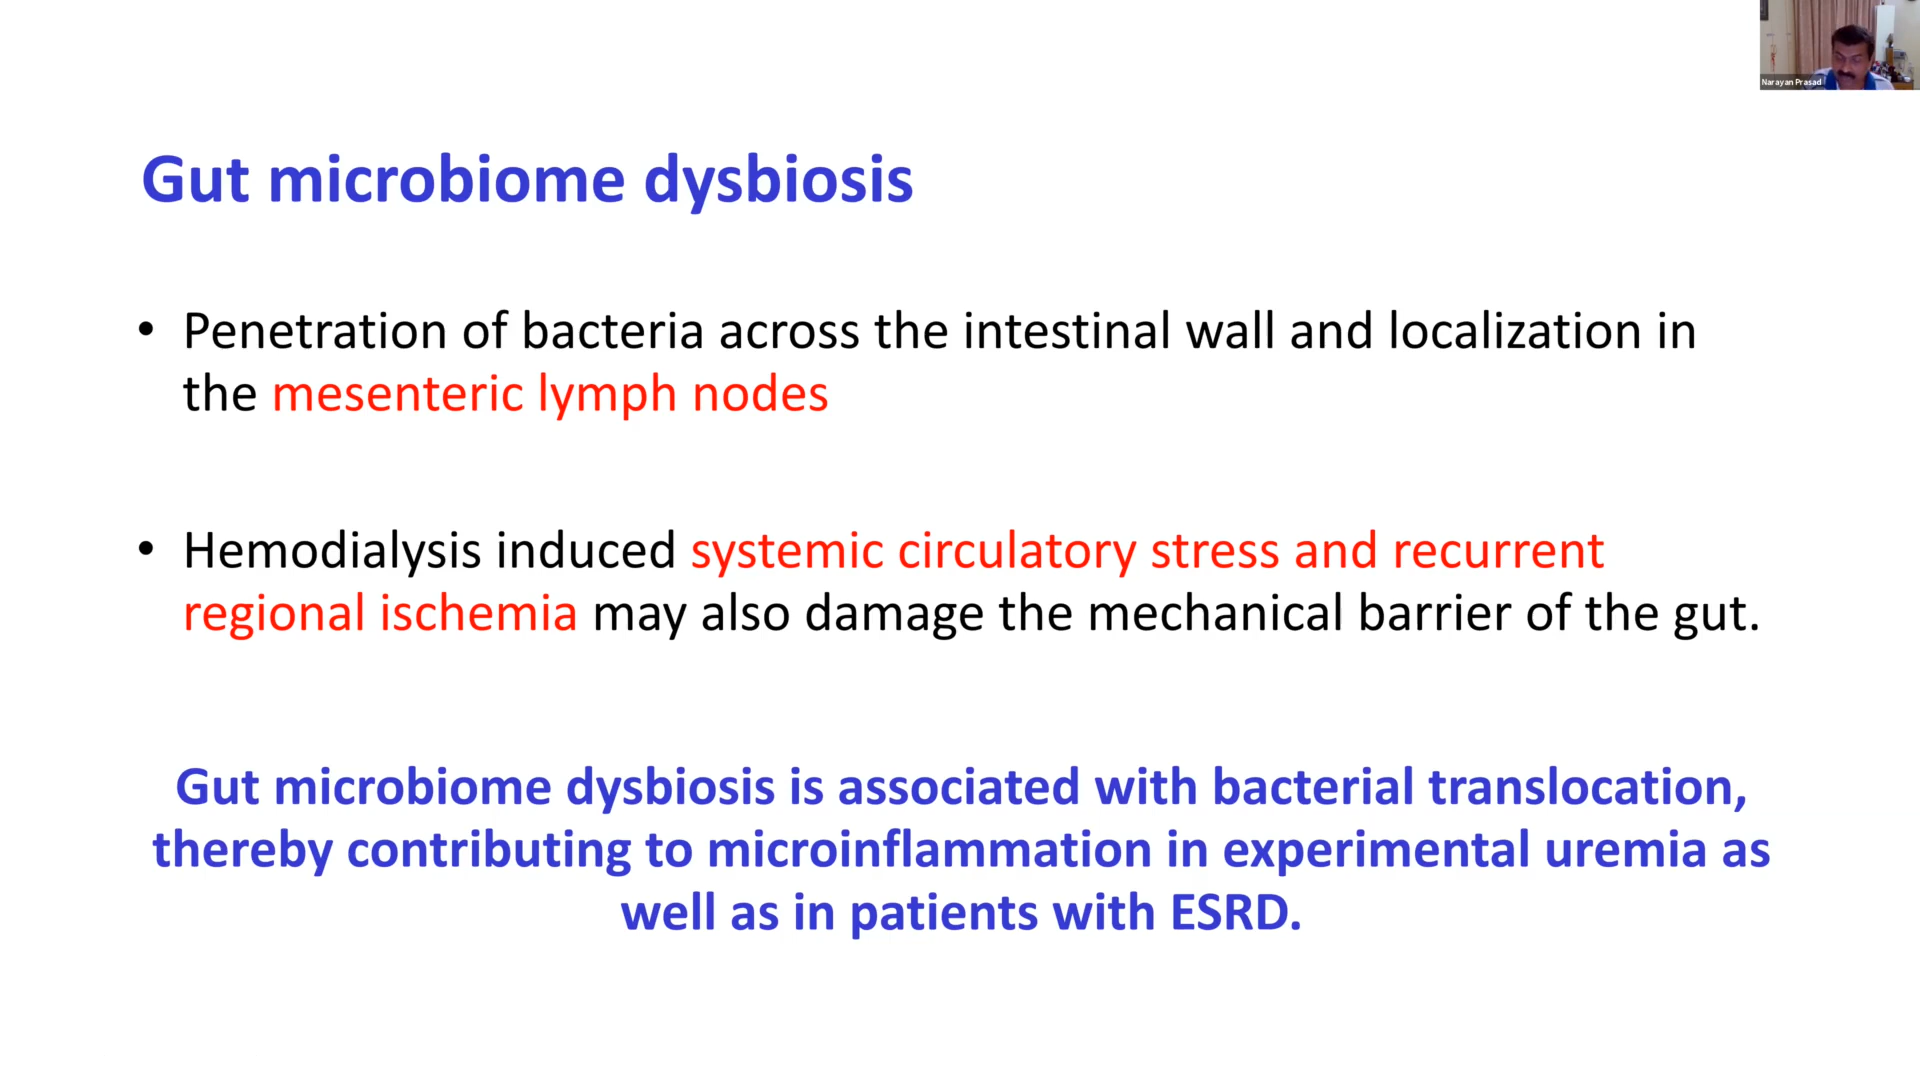 Narayan Prasad
Gut microbiome dysbiosis
• Penetration of bacteria across the intestinal wall and localization in
the mesenteric lymph nodes
• Hemodialysis induced systemic circulatory stress and recurrent
regional ischemia may also damage the mechanical barrier of the gut.
Gut microbiome dysbiosis is associated with bacterial translocation,
thereby contributing to microinflammation in experimental uremia as
well as in patients with ESRD.